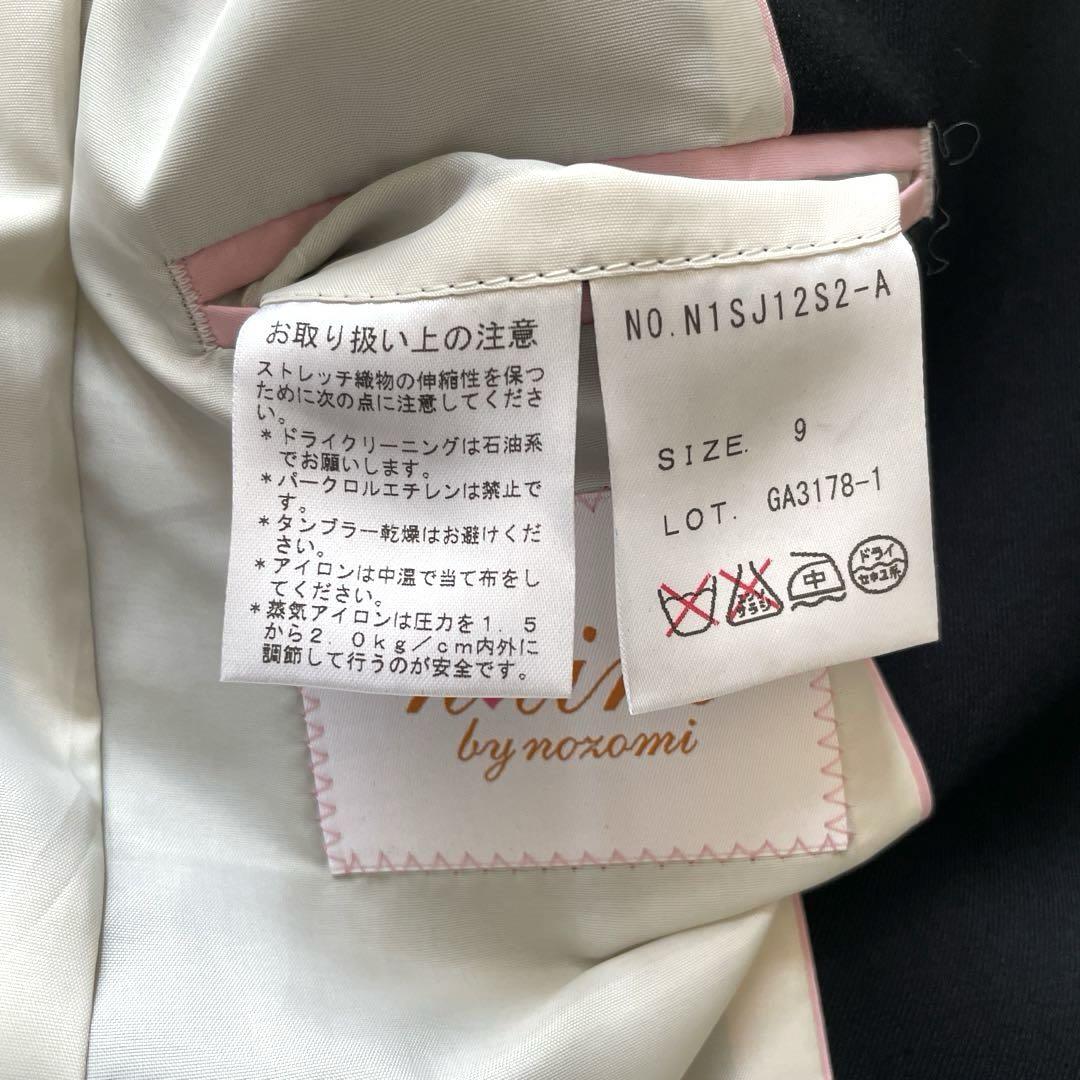 お取り扱い上の注意
ストレッチ織物の伸縮性を保つ
ために次の点に注意してくださ
い。
＊ドライクリーニングは石油系
でお願いします。
＊パークロルエチレンは禁止で
す。
＊タンブラー乾燥はお避けくだ
さい。
＊アイロンは中温で当て布をし
てください。
＊蒸気アイロンは圧力を１．５
から２．０ｋｇ／ｃｍ内外に
調節して行うのが安全です。
NO.N1SJ12S2-A
SIZE. 9
LOT. GA3178-1
エンソ
サラシ
中
ドライ
セキユ系
by nozomi